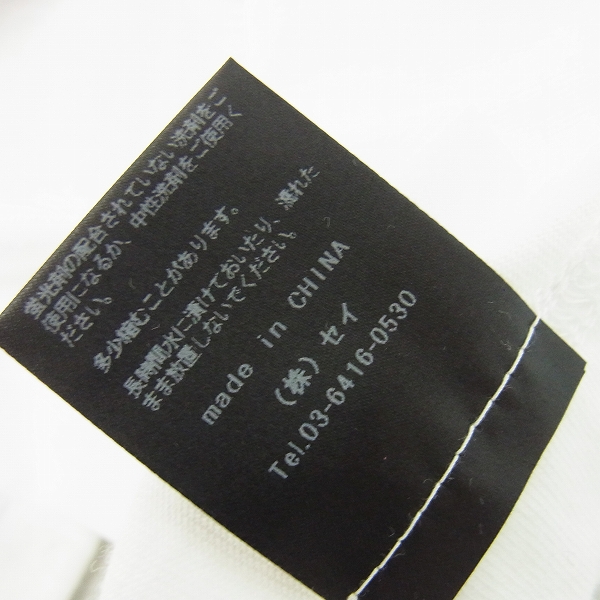 蛍光剤の配合されていない洗剤をご
使用になるか、中性洗剤をご使用く
ださい。
多少縮むことがあります。
長時間水に漬けておいたり、濡れた
まま放置しないでください。
made in CHINA
(株) セイ
Tel.03-6416-0530